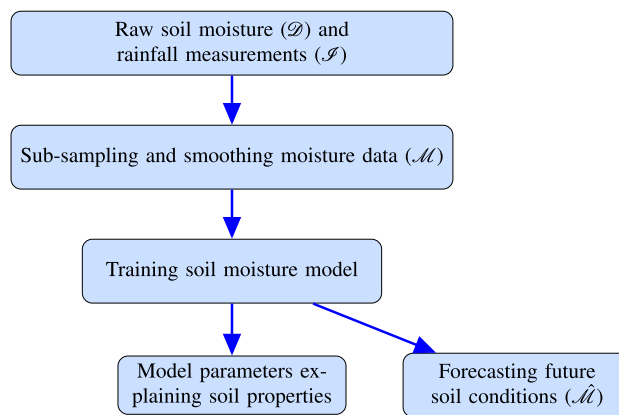 Raw soil moisture (𝒟) and
rainfall measurements (ℐ)
Sub-sampling and smoothing moisture data (ℳ)
Training soil moisture model
Model parameters ex-
plaining soil properties
Forecasting future
soil conditions (ℳ̂)